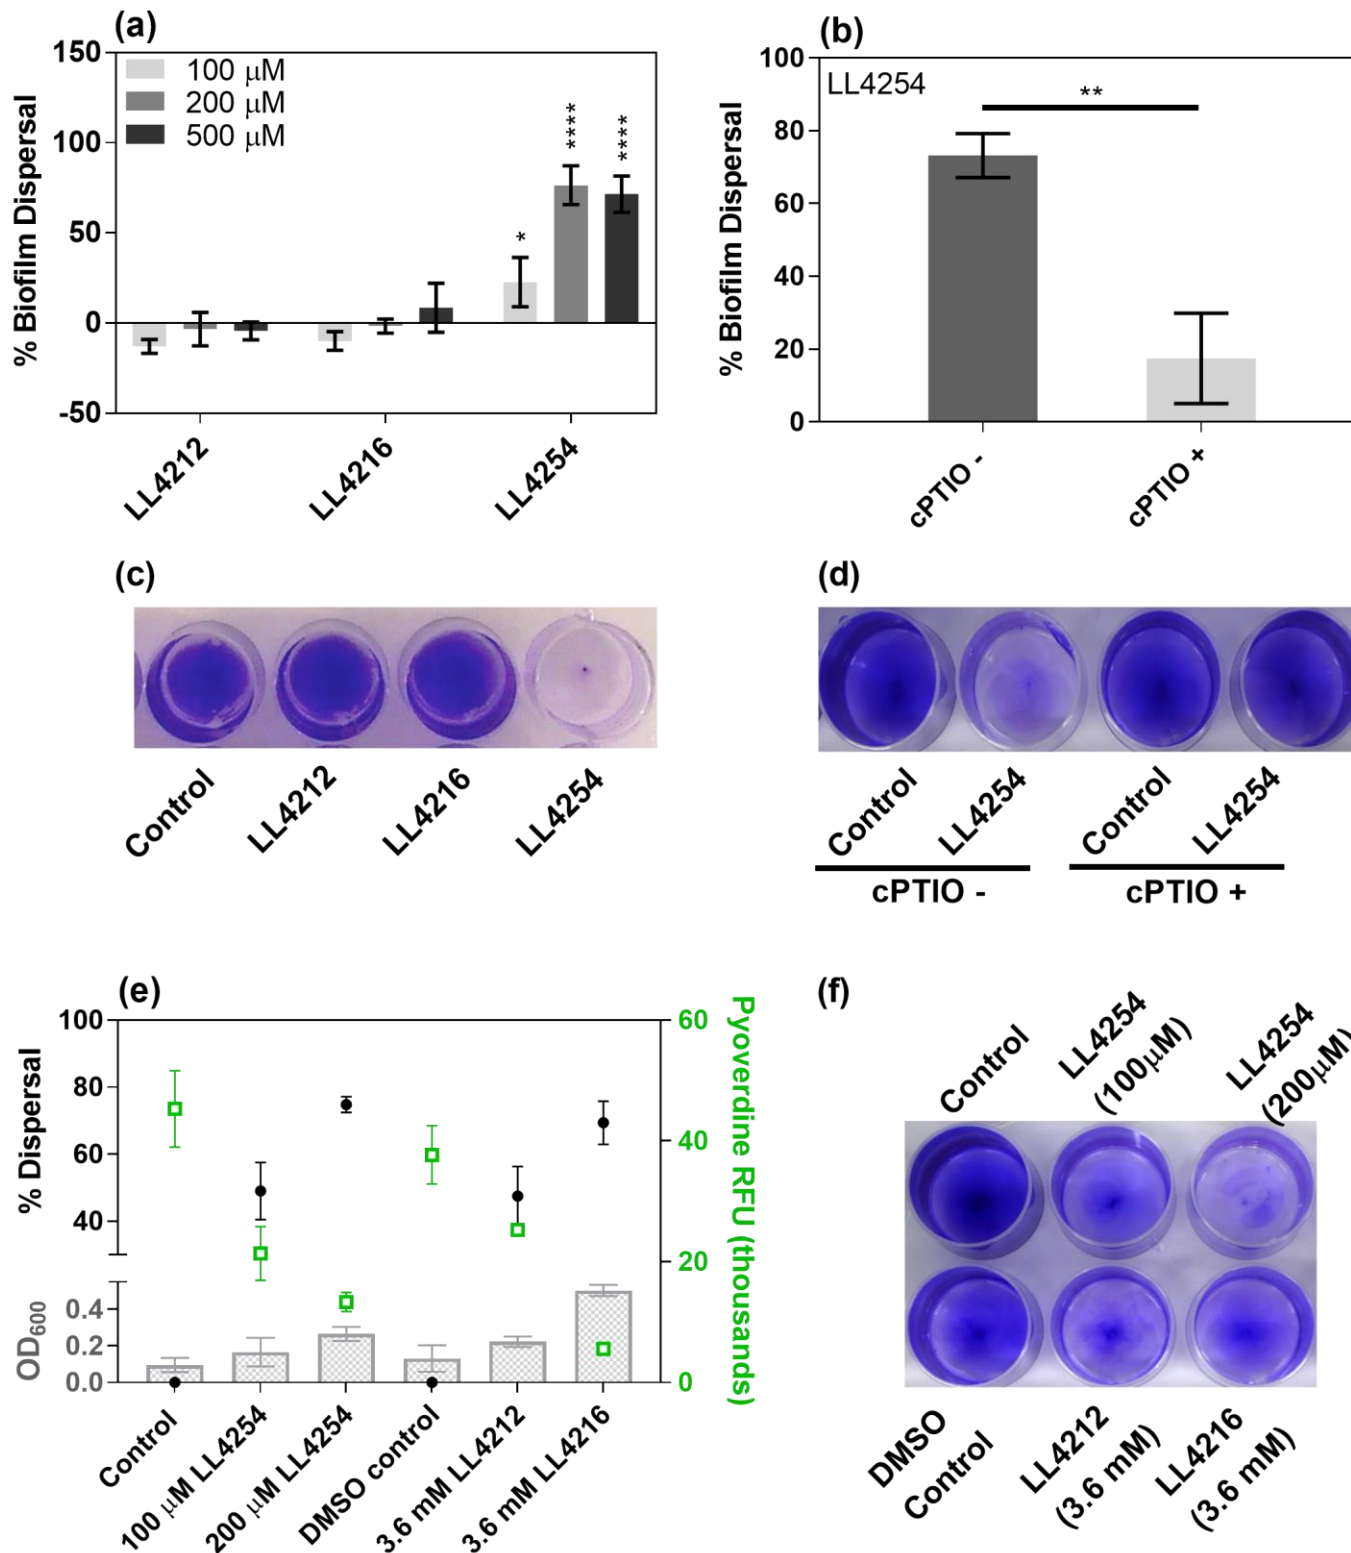 (a)
150
100
50
0
-50
% Biofilm Dispersal
100 μM
200 μM
500 μM
*
****
****
LL4212
LL4216
LL4254
(b)
100
80
60
40
20
0
% Biofilm Dispersal
LL4254
**
cPTIO -
cPTIO +
(c)
Control
LL4212
LL4216
LL4254
(d)
Control
LL4254
Control
LL4254
cPTIO -
cPTIO +
(e)
100
80
60
40
% Dispersal
0.4
0.2
0.0
OD600
60
40
20
0
Pyoverdine RFU (thousands)
Control
100 μM LL4254
200 μM LL4254
DMSO control
3.6 mM LL4212
3.6 mM LL4216
(f)
Control
LL4254
(100μM)
LL4254
(200μM)
DMSO
Control
LL4212
(3.6 mM)
LL4216
(3.6 mM)